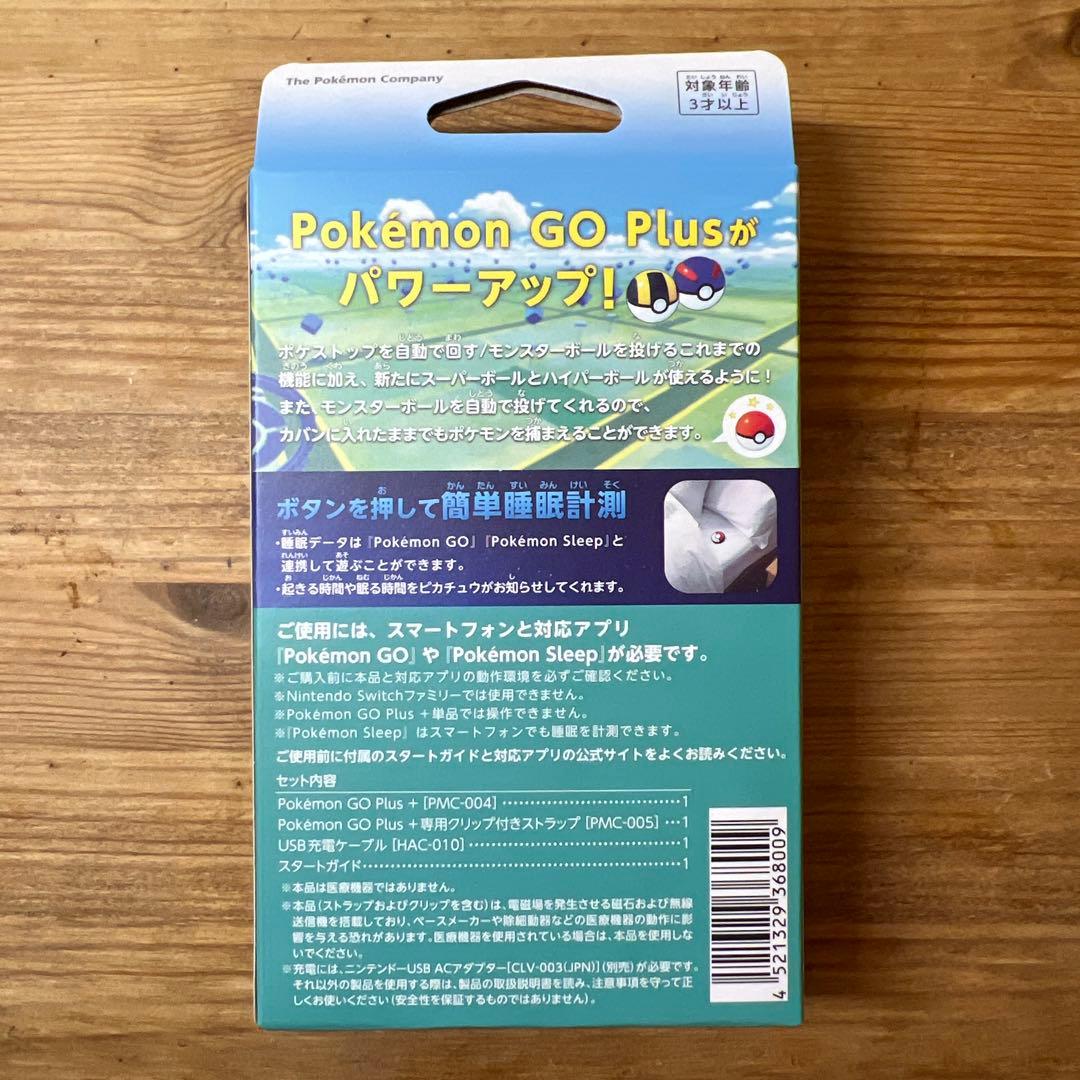 The Pokémon Company
対象年齢
3才以上
Pokémon GO Plusが
パワーアップ!
ポケストップを自動で回す/モンスターボールを投げるこれまでの
機能に加え、新たにスーパーボールとハイパーボールが使えるように!
また、モンスターボールを自動で投げてくれるので、
カバンに入れたままでもポケモンを捕まえることができます。
ボタンを押して簡単睡眠計測
・睡眠データは『Pokémon GO』『Pokémon Sleep』と
連携して遊ぶことができます。
・起きる時間や眠る時間をピカチュウがお知らせしてくれます。
ご使用には、スマートフォンと対応アプリ
『Pokémon GO』や『Pokémon Sleep』が必要です。
※ご購入前に本品と対応アプリの動作環境を必ずご確認ください。
※Nintendo Switchファミリーでは使用できません。
※Pokémon GO Plus +単品では操作できません。
※『Pokémon Sleep』はスマートフォンでも睡眠を計測できます。
ご使用前に付属のスタートガイドと対応アプリの公式サイトをよくお読みください。
セット内容
Pokémon GO Plus + [PMC-004] ……………………………1
Pokémon GO Plus +専用クリップ付きストラップ [PMC-005] …1
USB充電ケーブル [HAC-010] …………………………………1
スタートガイド……………………………………………………1
※本品は医療機器ではありません。
※本品(ストラップおよびクリップを含む)は、電磁場を発生させる磁石および無線
送信機を搭載しており、ペースメーカーや除細動器などの医療機器の動作に影
響を与える恐れがあります。医療機器を使用されている場合は、本品を使用しな
いでください。
※充電には、ニンテンドーUSB ACアダプター[CLV-003(JPN)](別売)が必要です。
それ以外の製品を使用する際は、製品の取扱説明書を読み、注意事項を守って正
しくお使いください(安全性を保証するものではありません)。
4 521329 368009